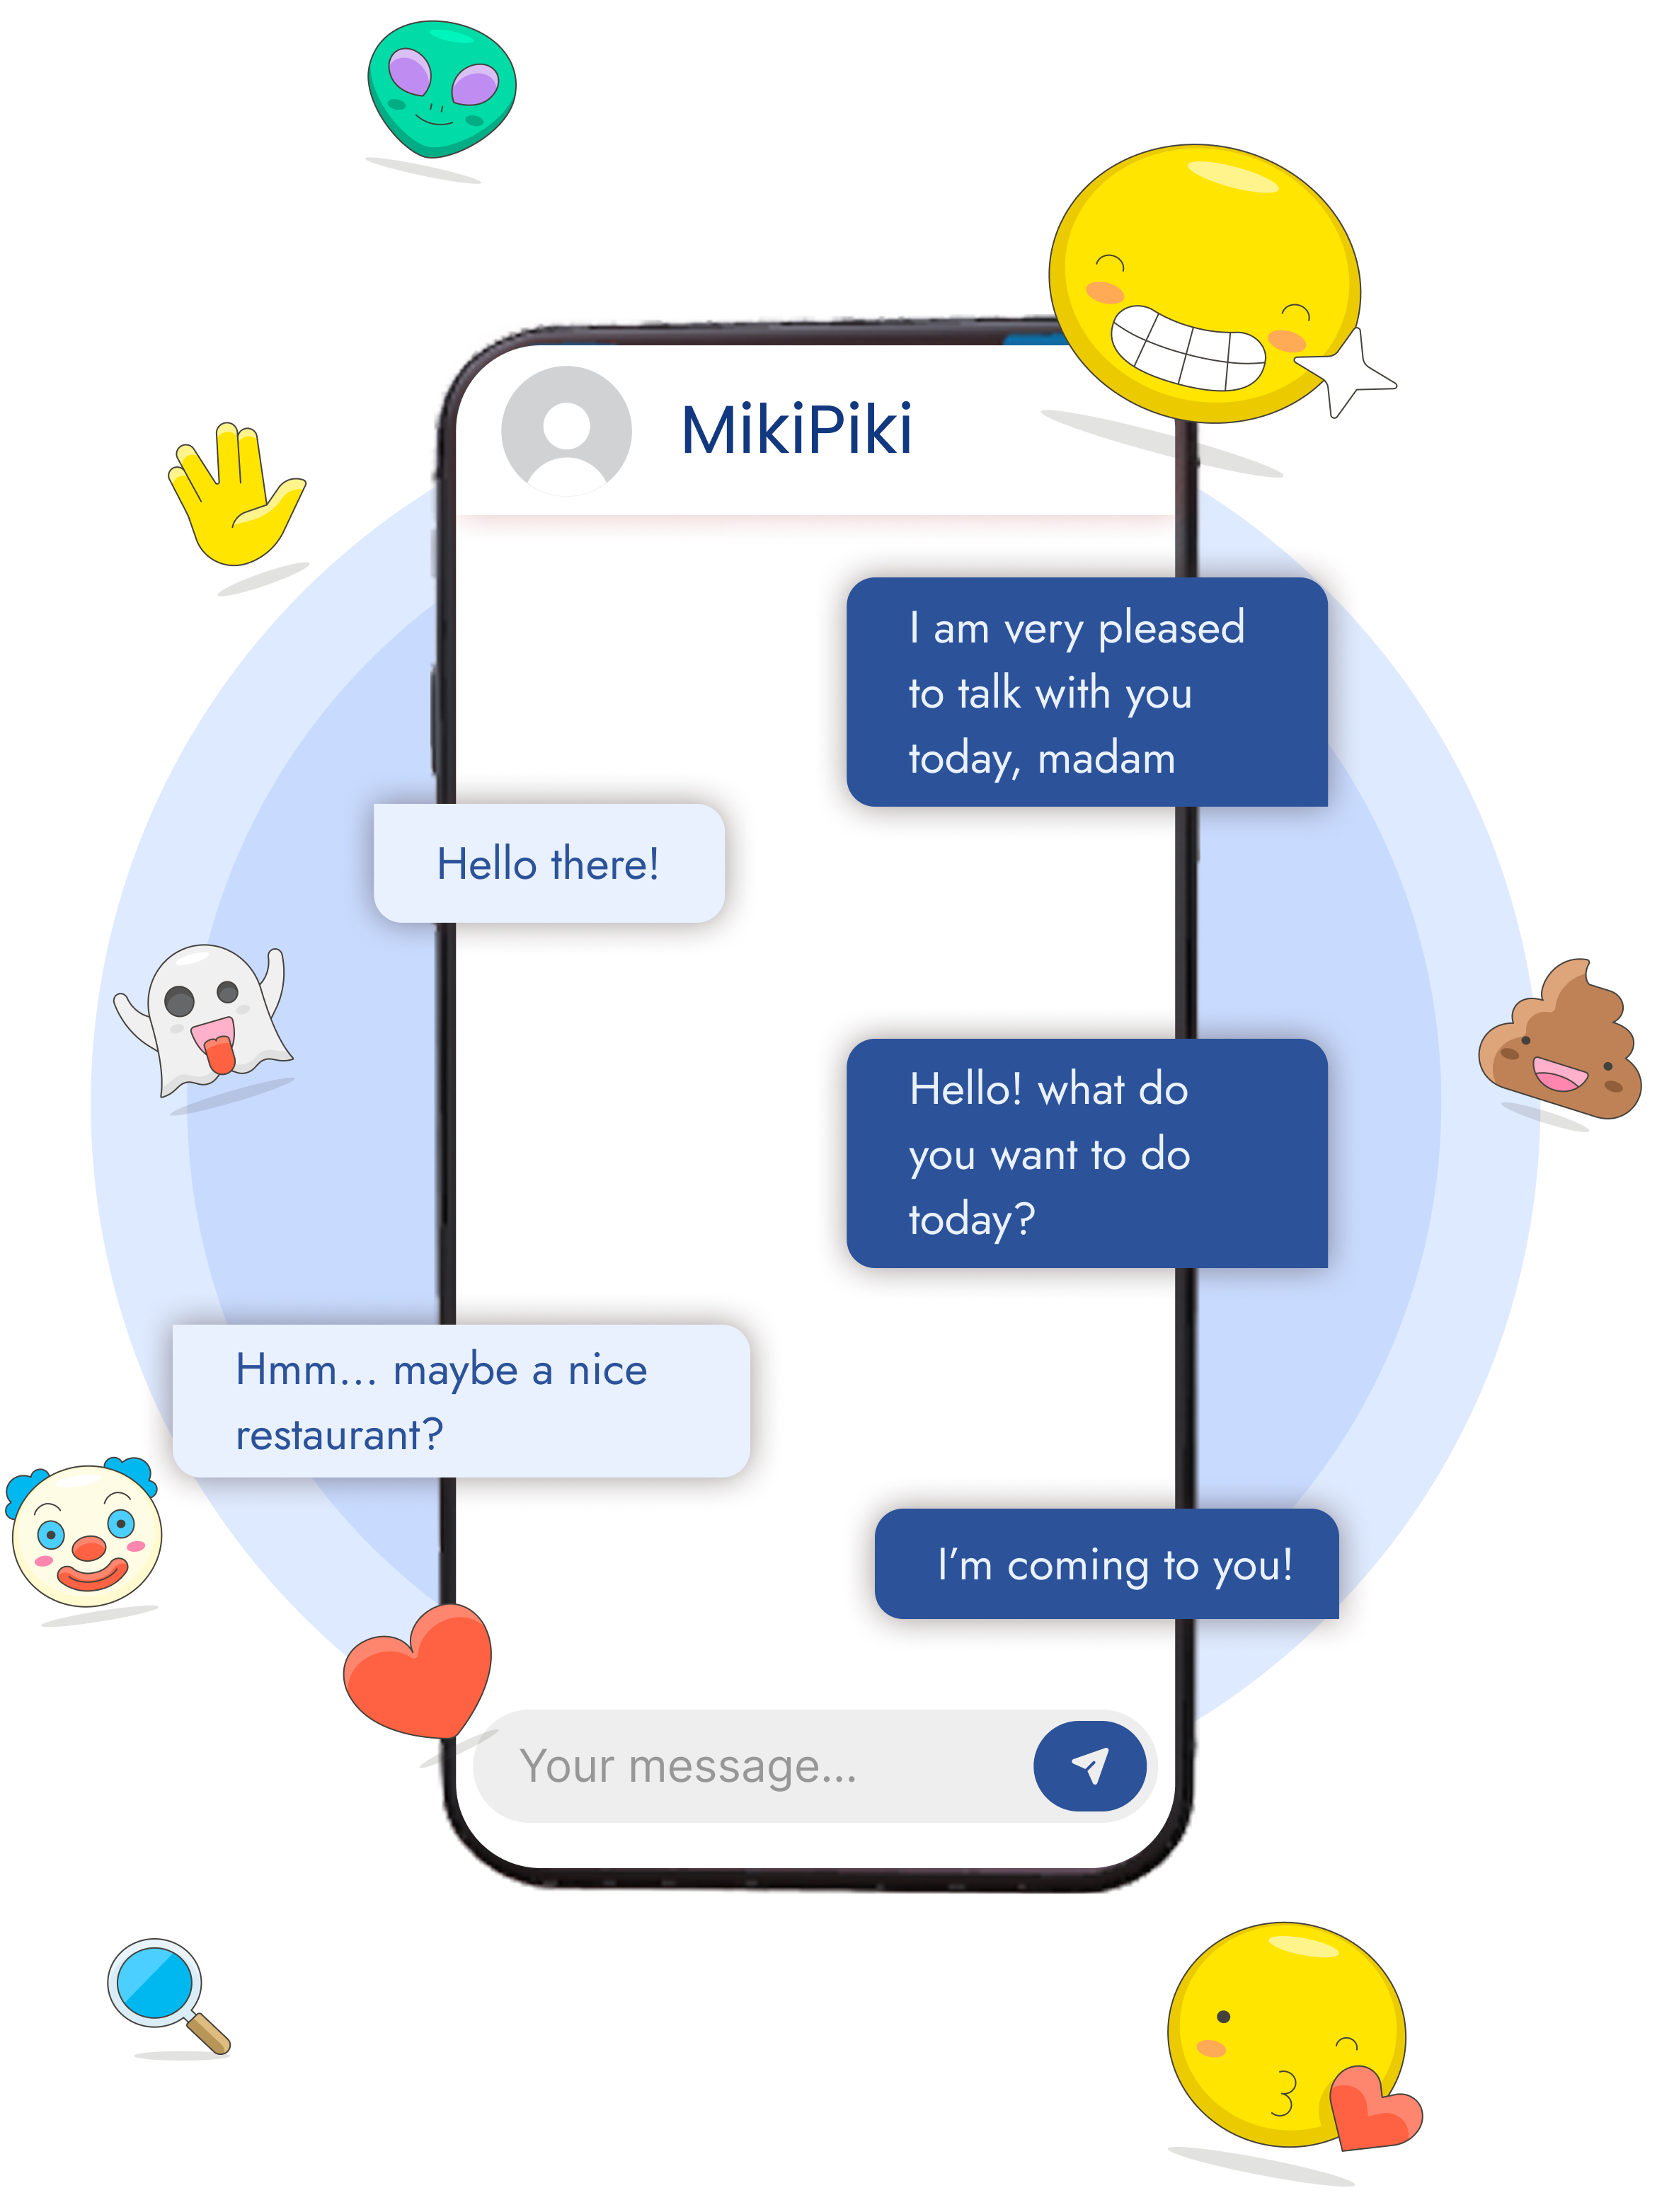 MikiPiki
I am very pleased
to talk with you
today, madam
Hello there!
Hello! what do
you want to do
today?
Hmm... maybe a nice
restaurant?
I’m coming to you!
Your message...